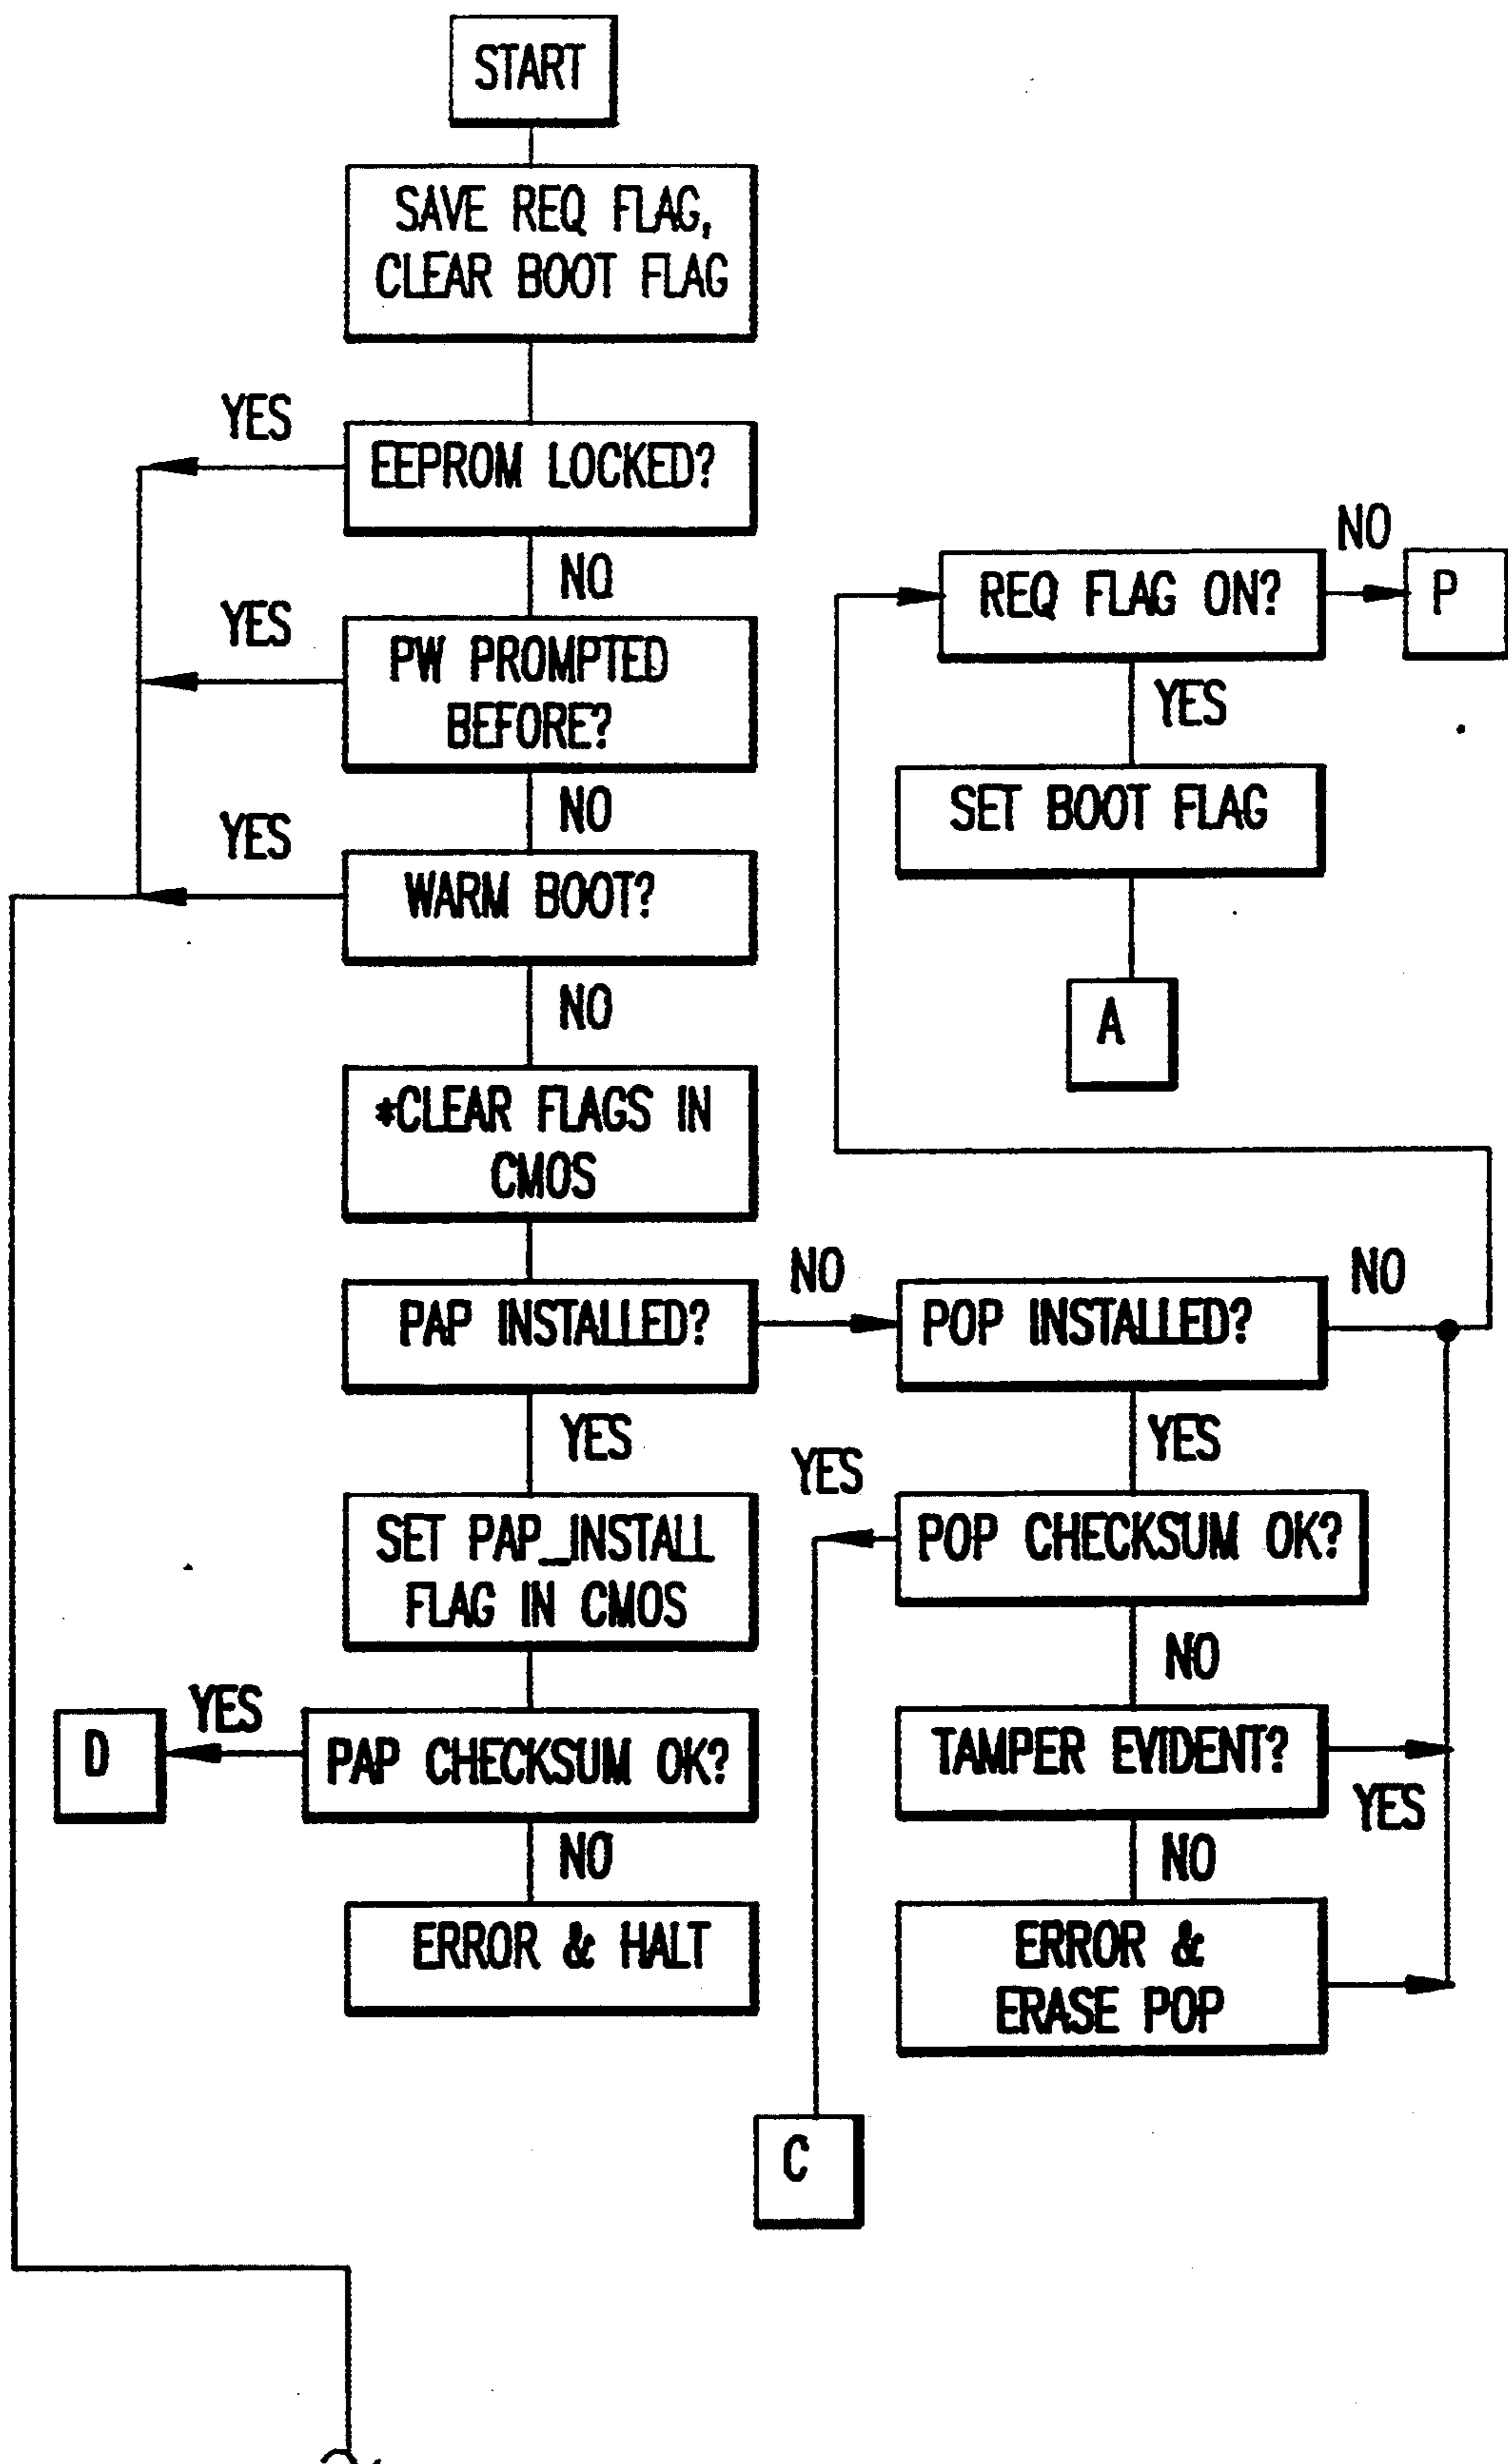 START
SAVE REQ FLAG,
CLEAR BOOT FLAG
YES
EEPROM LOCKED?
NO
YES
PW PROMPTED
BEFORE?
NO
YES
WARM BOOT?
NO
*CLEAR FLAGS IN
CMOS
PAP INSTALLED?
NO
YES
SET PAP_INSTALL
FLAG IN CMOS
YES
D
PAP CHECKSUM OK?
NO
ERROR & HALT
REQ FLAG ON?
NO
P
YES
SET BOOT FLAG
A
POP INSTALLED?
NO
YES
YES
POP CHECKSUM OK?
NO
TAMPER EVIDENT?
YES
NO
ERROR &
ERASE POP
C